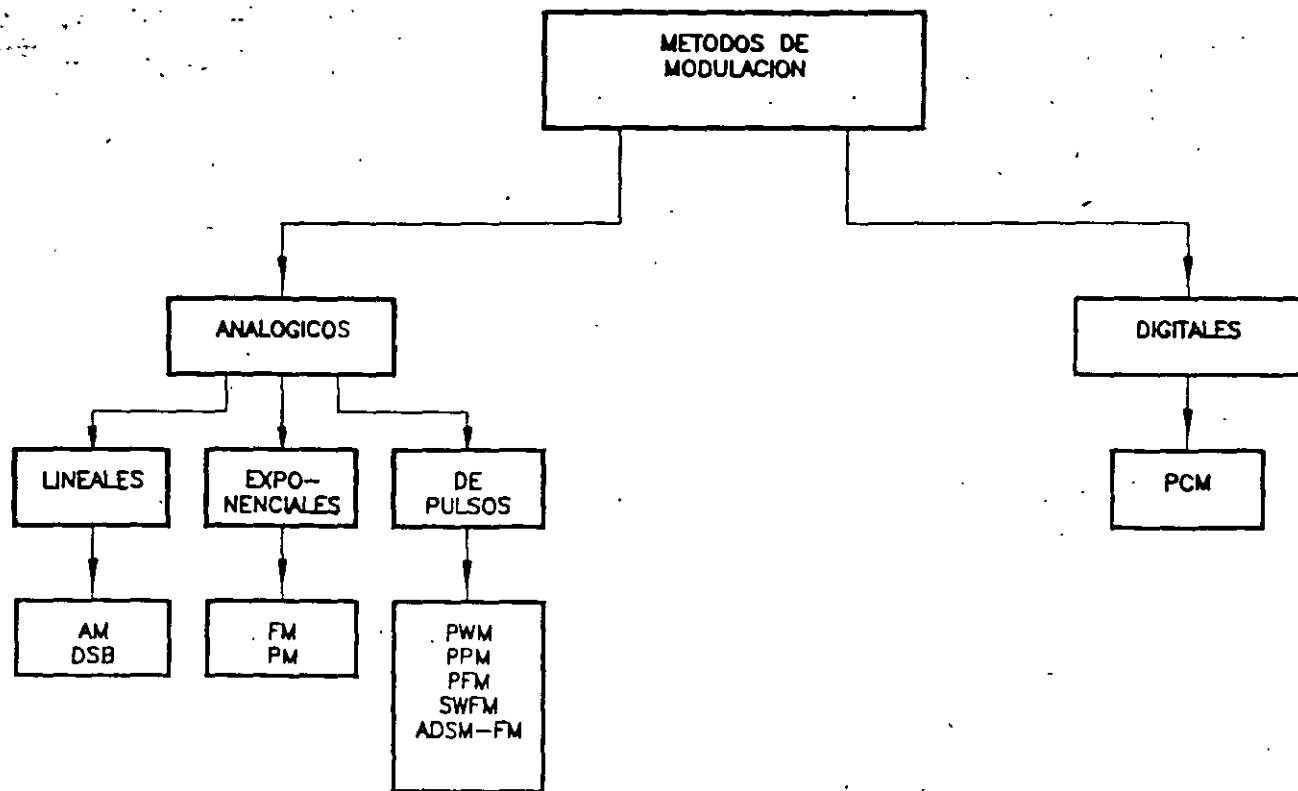 METODOS DE
MODULACION
ANALOGICOS
DIGITALES
LINEALES
EXPO-
NENCIALES
DE
PULSOS
PCM
AM
DSB
FM
PM
PWM
PPM
PFM
SWFM
ADSM-FM